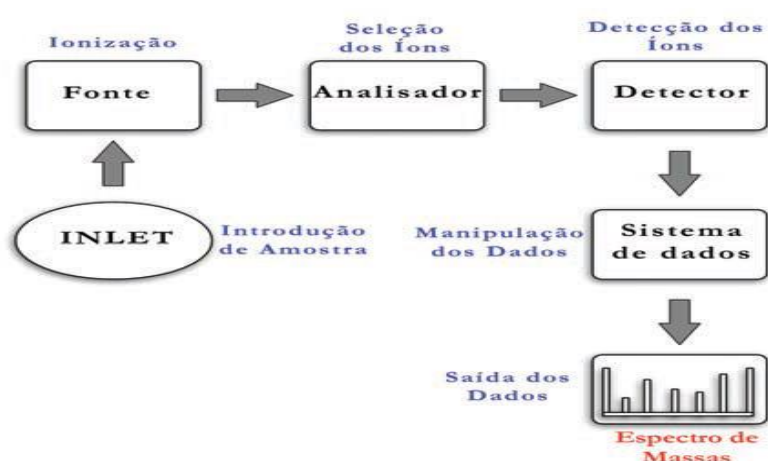 Ionização
Seleção
dos Íons
Detecção dos
Íons
Fonte
Analisador
Detector
INLET
Introdução
de Amostra
Manipulação
dos Dados
Sistema
de dados
Saída dos
Dados
Espectro de
Massas